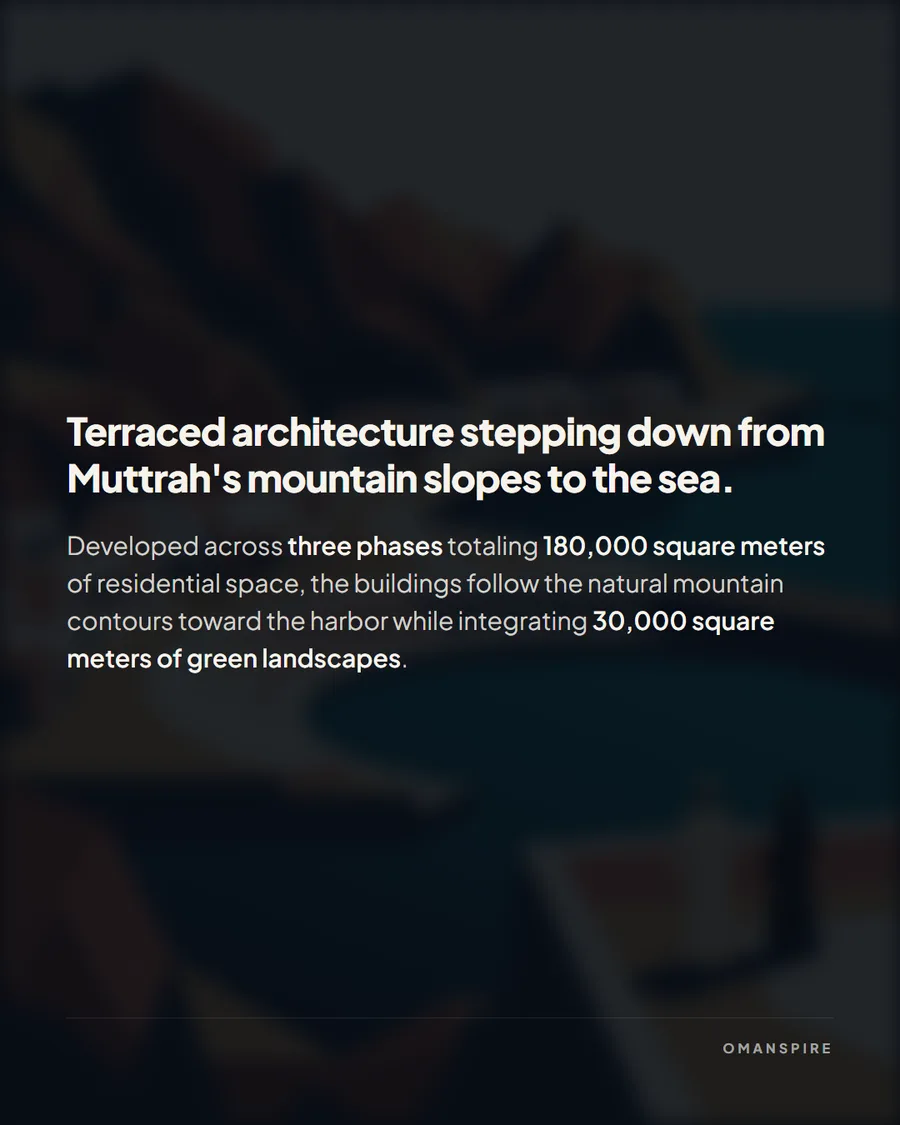 Terraced architecture stepping down from
Muttrah's mountain slopes to the sea.
Developed across three phases totaling 180,000 square meters
of residential space, the buildings follow the natural mountain
contours toward the harbor while integrating 30,000 square
meters of green landscapes.
OMANSPIRE